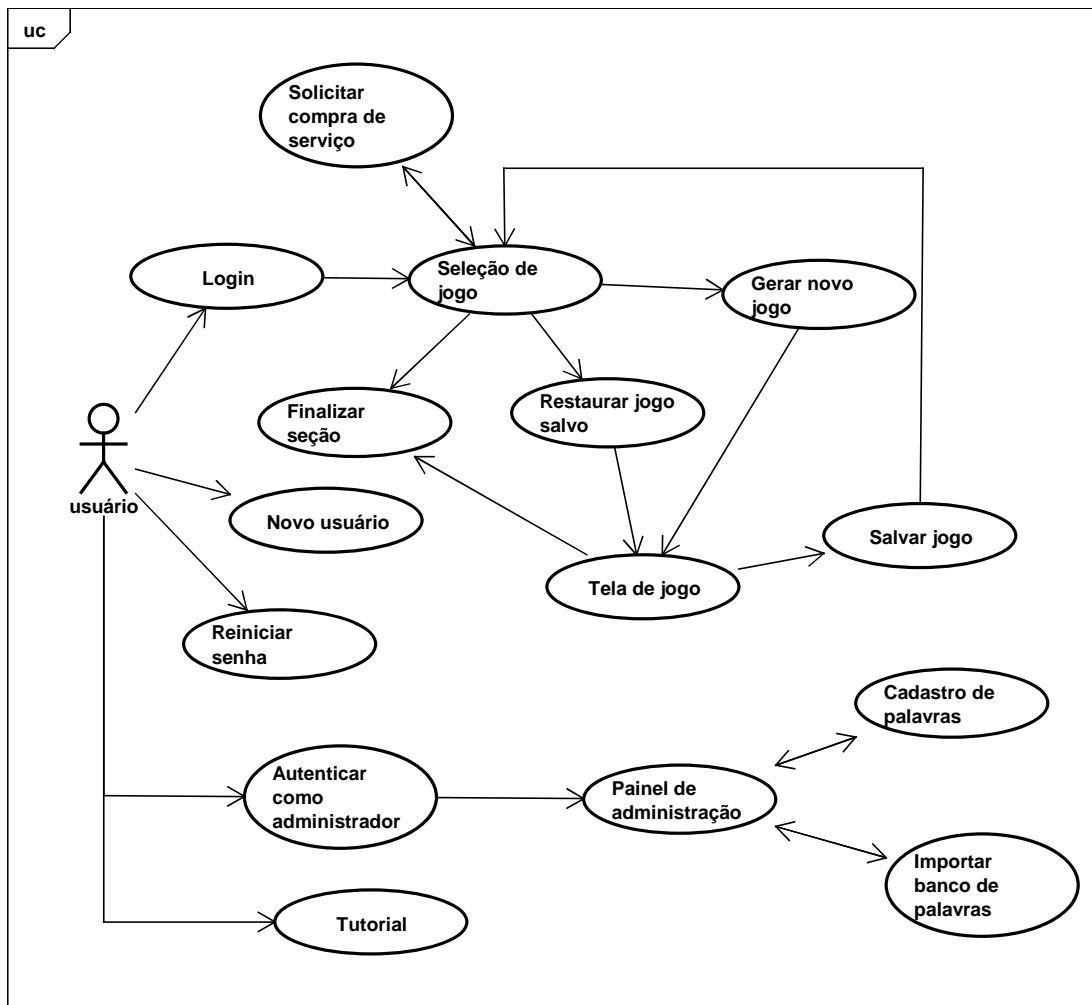 uc
Solicitar
compra de
serviço
Login
Seleção de
jogo
Gerar novo
jogo
Finalizar
seção
Restaurar jogo
salvo
usuário
Novo usuário
Salvar jogo
Tela de jogo
Reiniciar
senha
Cadastro de
palavras
Autenticar
como
administrador
Painel de
administração
Importar
banco de
palavras
Tutorial